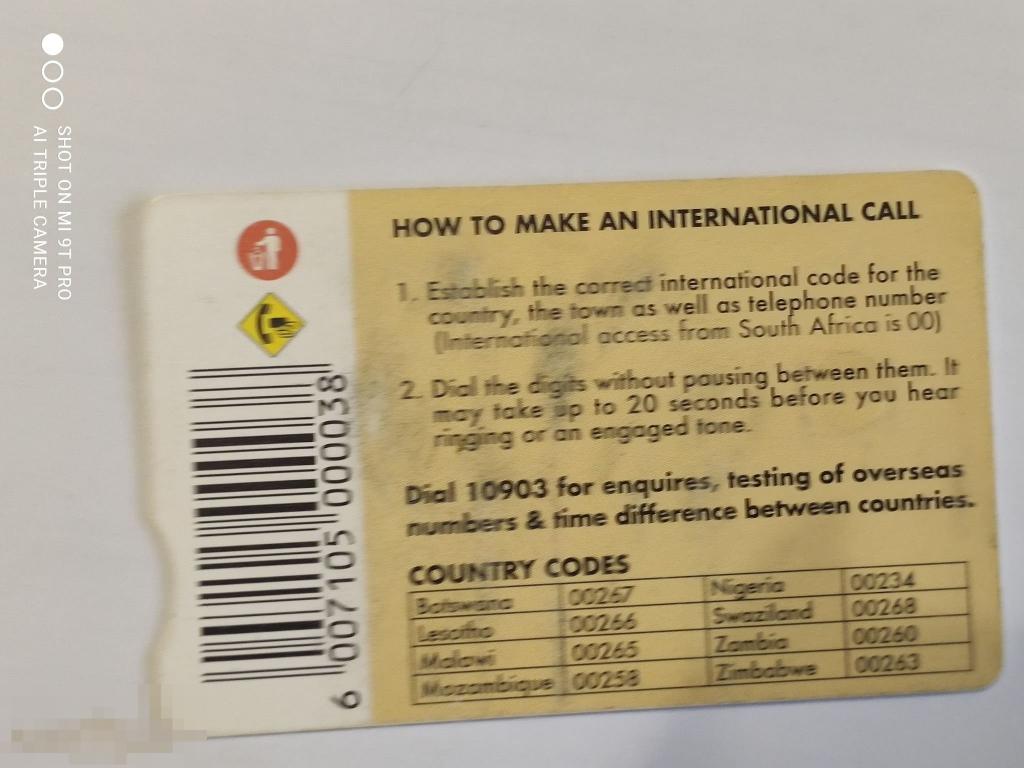 SHOT ON MI 9T PRO
AI TRIPLE CAMERA
HOW TO MAKE AN INTERNATIONAL CALL
1. Establish the correct international code for the
country, the town as well as telephone number
(International access from South Africa is 00)
2. Dial the digits without pausing between them. It
may take up to 20 seconds before you hear
ringing or an engaged tone.
Dial 10903 for enquires, testing of overseas
numbers & time difference between countries.
COUNTRY CODES
Botswana 00267 Nigeria 00234
Lesotho 00266 Swaziland 00268
Malawi 00265 Zambia 00260
Mozambique 00258 Zimbabwe 00263
6 007105 000038